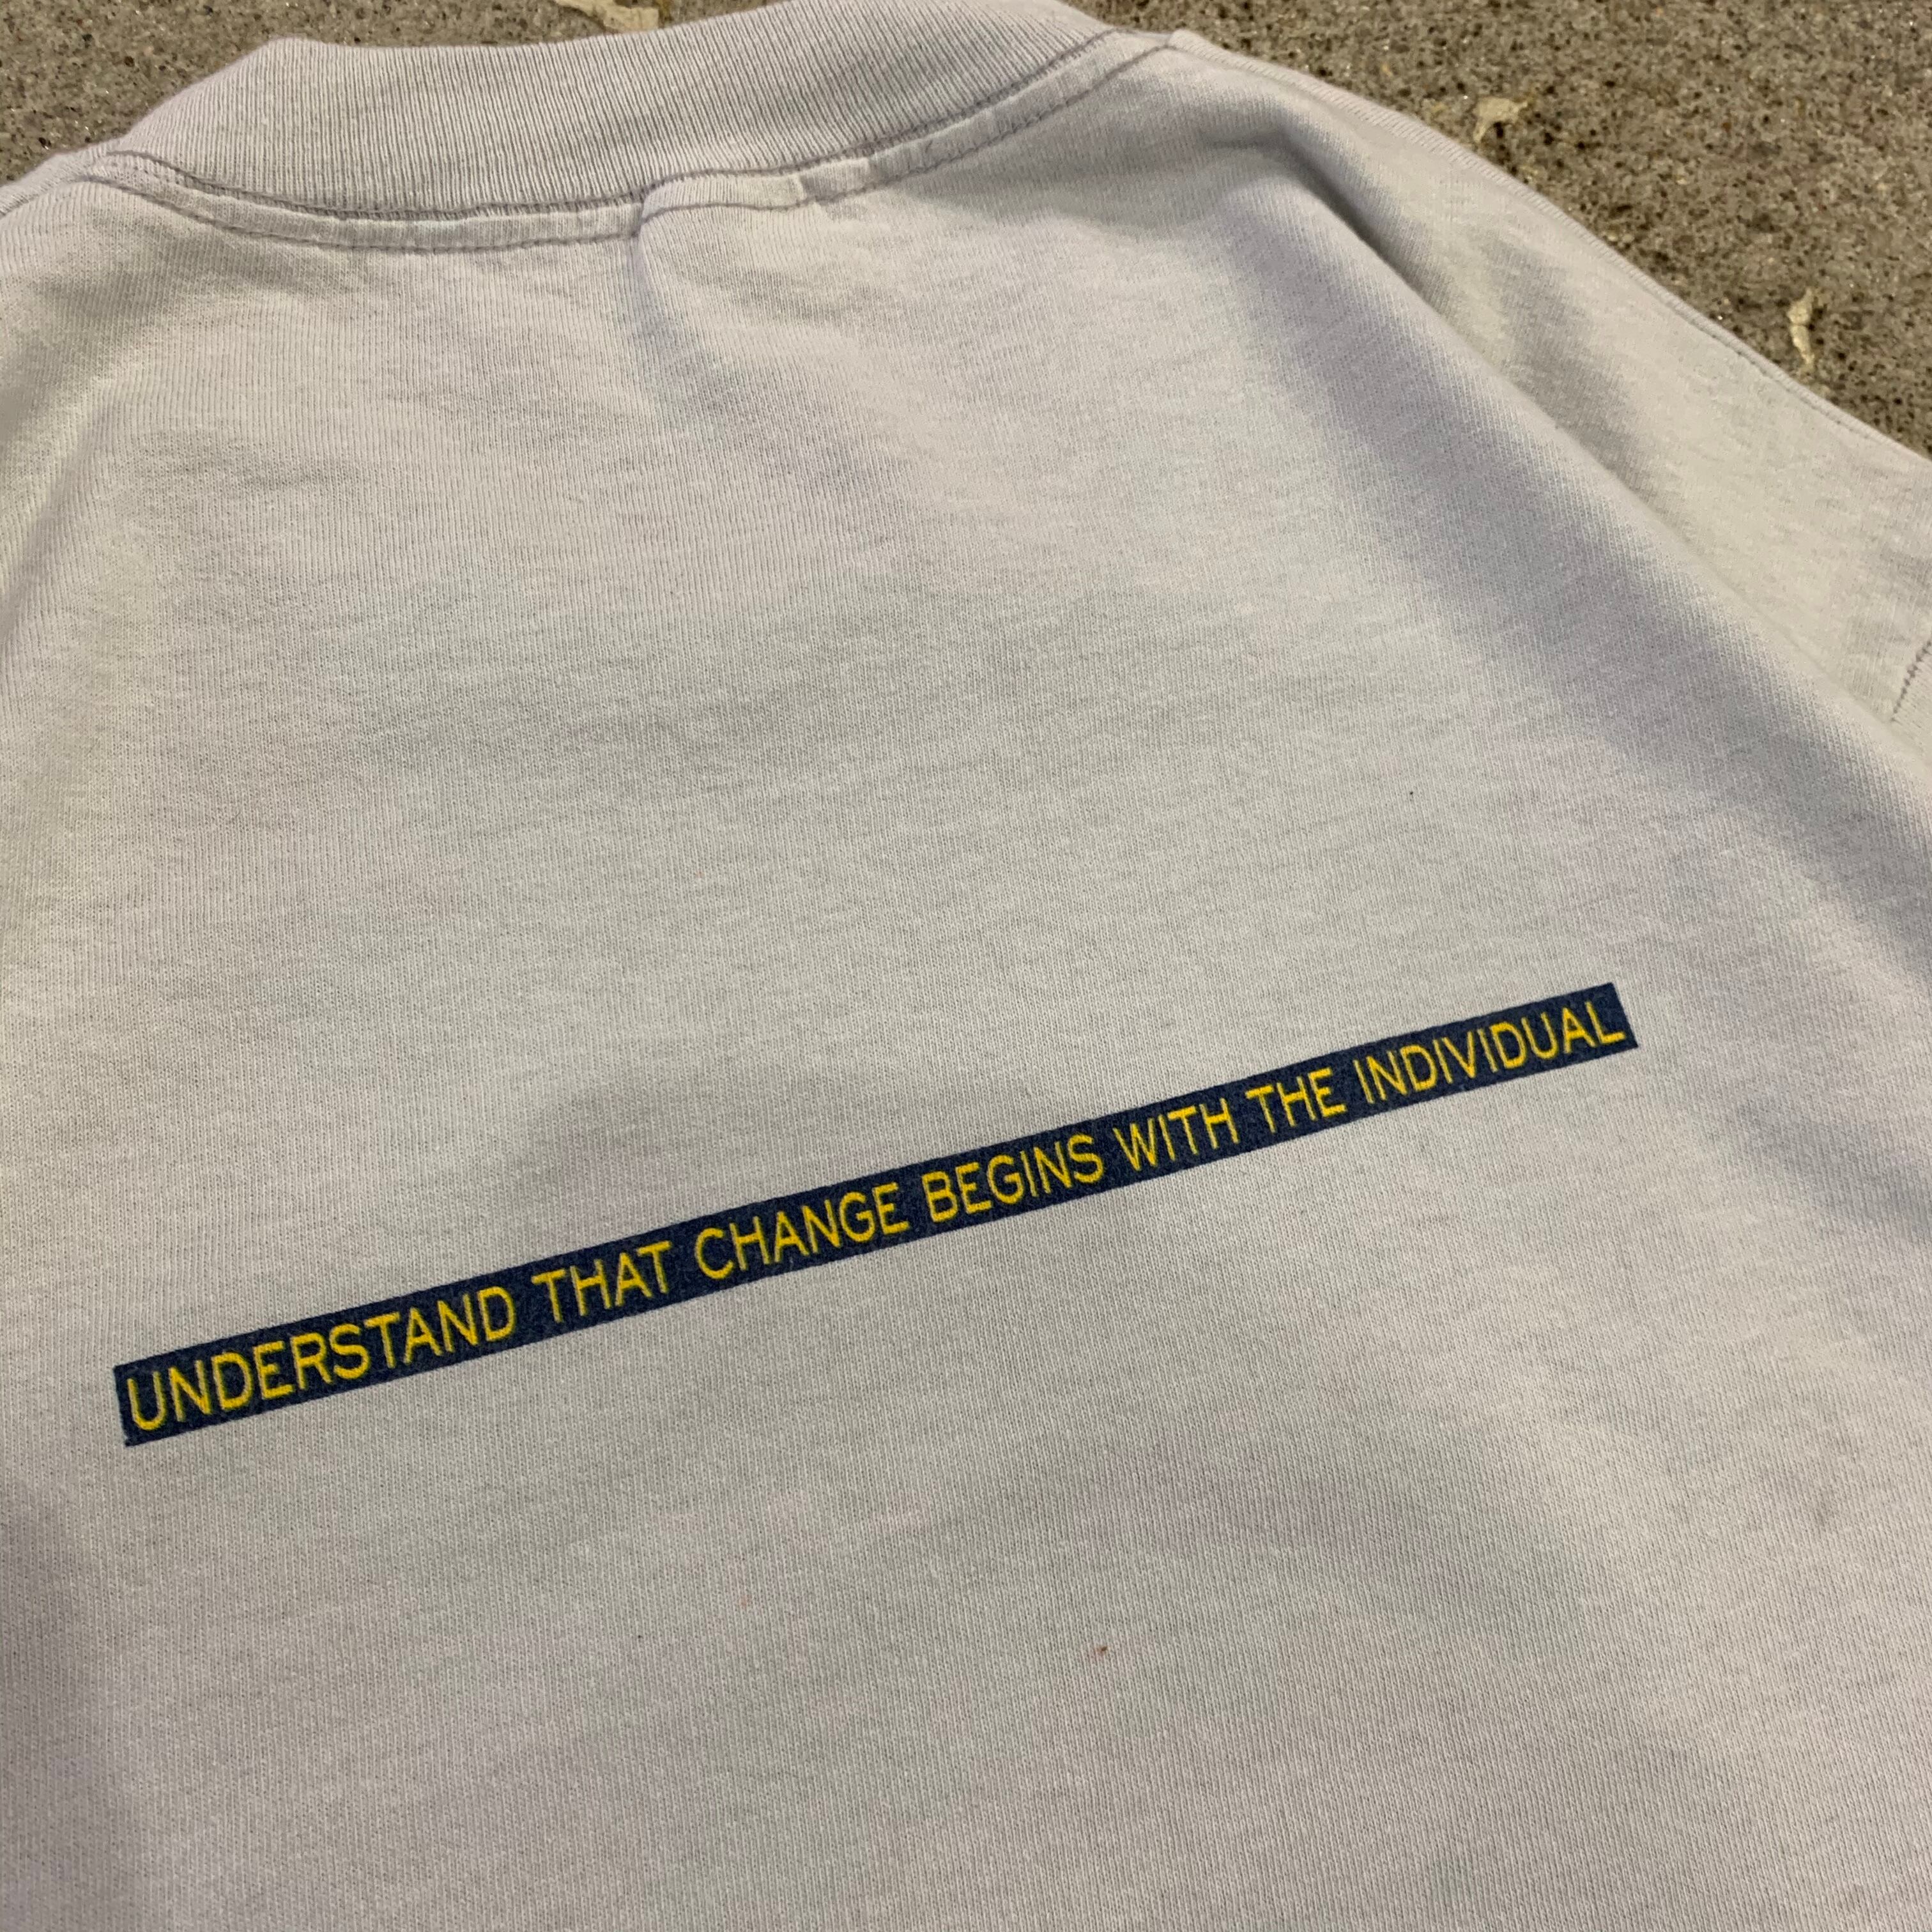 UNDERSTAND THAT CHANGE BEGINS WITH THE INDIVIDUAL